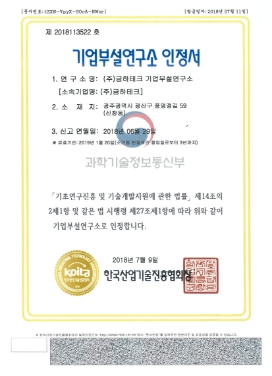 제 2018113522 호
기업부설연구소 인정서
1. 연 구 소 명: (주)금하테크 기업부설연구소
[소속기업명: (주)금하테크]
2. 소 재 지: 광주광역시 광산구 풍영정길 59
(신창동)
3. 신고 연월일: 2018년 06월 29일
과학기술정보통신부
「기초연구진흥 및 기술개발지원에 관한 법률」 제14조의
2제1항 및 같은 법 시행령 제27조제1항에 따라 위와 같이
기업부설연구소로 인정합니다.
2018년 7월 9일
koita
한국산업기술진흥협회장